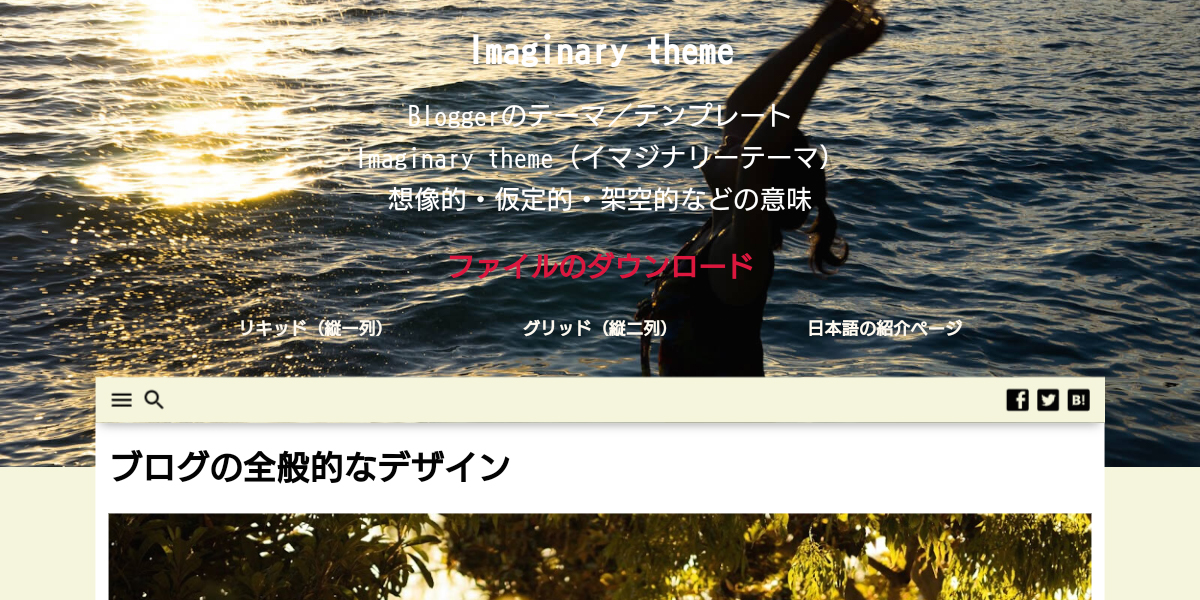 Imaginary theme
Bloggerのテーマ／テンプレート
Imaginary theme（イマジナリーテーマ）
想像的・仮定的・架空的などの意味
ファイルのダウンロード
リキッド（縦一列）
グリッド（縦二列）
日本語の紹介ページ
B!
ブログの全般的なデザイン